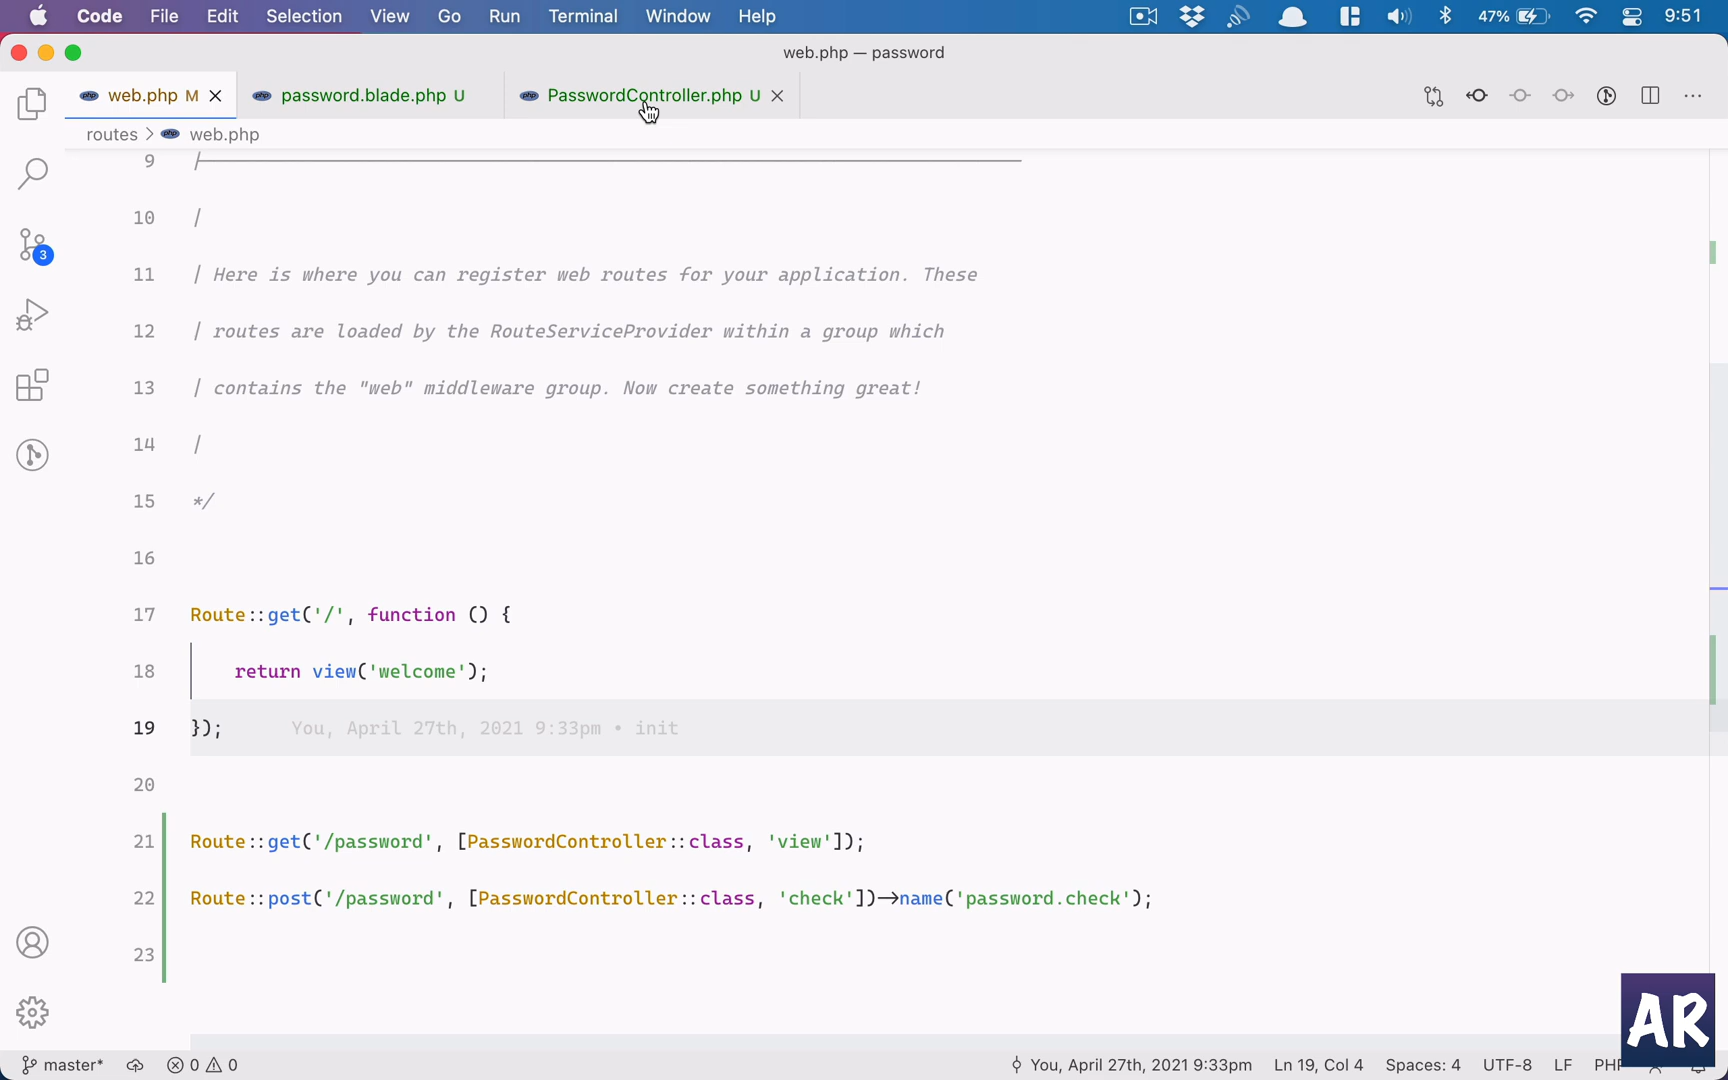 Code File Edit Selection View Go Run Terminal Window Help 47% 9:51
web.php — password
php web.php M php password.blade.php U php PasswordController.php U
routes > php web.php
9 /
10 /
11 | Here is where you can register web routes for your application. These
12 | routes are loaded by the RouteServiceProvider within a group which
13 | contains the "web" middleware group. Now create something great!
14 /
15 */
16
17 Route::get('/', function () {
18 return view('welcome');
19 }); You, April 27th, 2021 9:33pm • init
20
21 Route::get('/password', [PasswordController::class, 'view']);
22 Route::post('/password', [PasswordController::class, 'check'])->name('password.check');
23
3
AR
master* 0 0 You, April 27th, 2021 9:33pm Ln 19, Col 4 Spaces: 4 UTF-8 LF